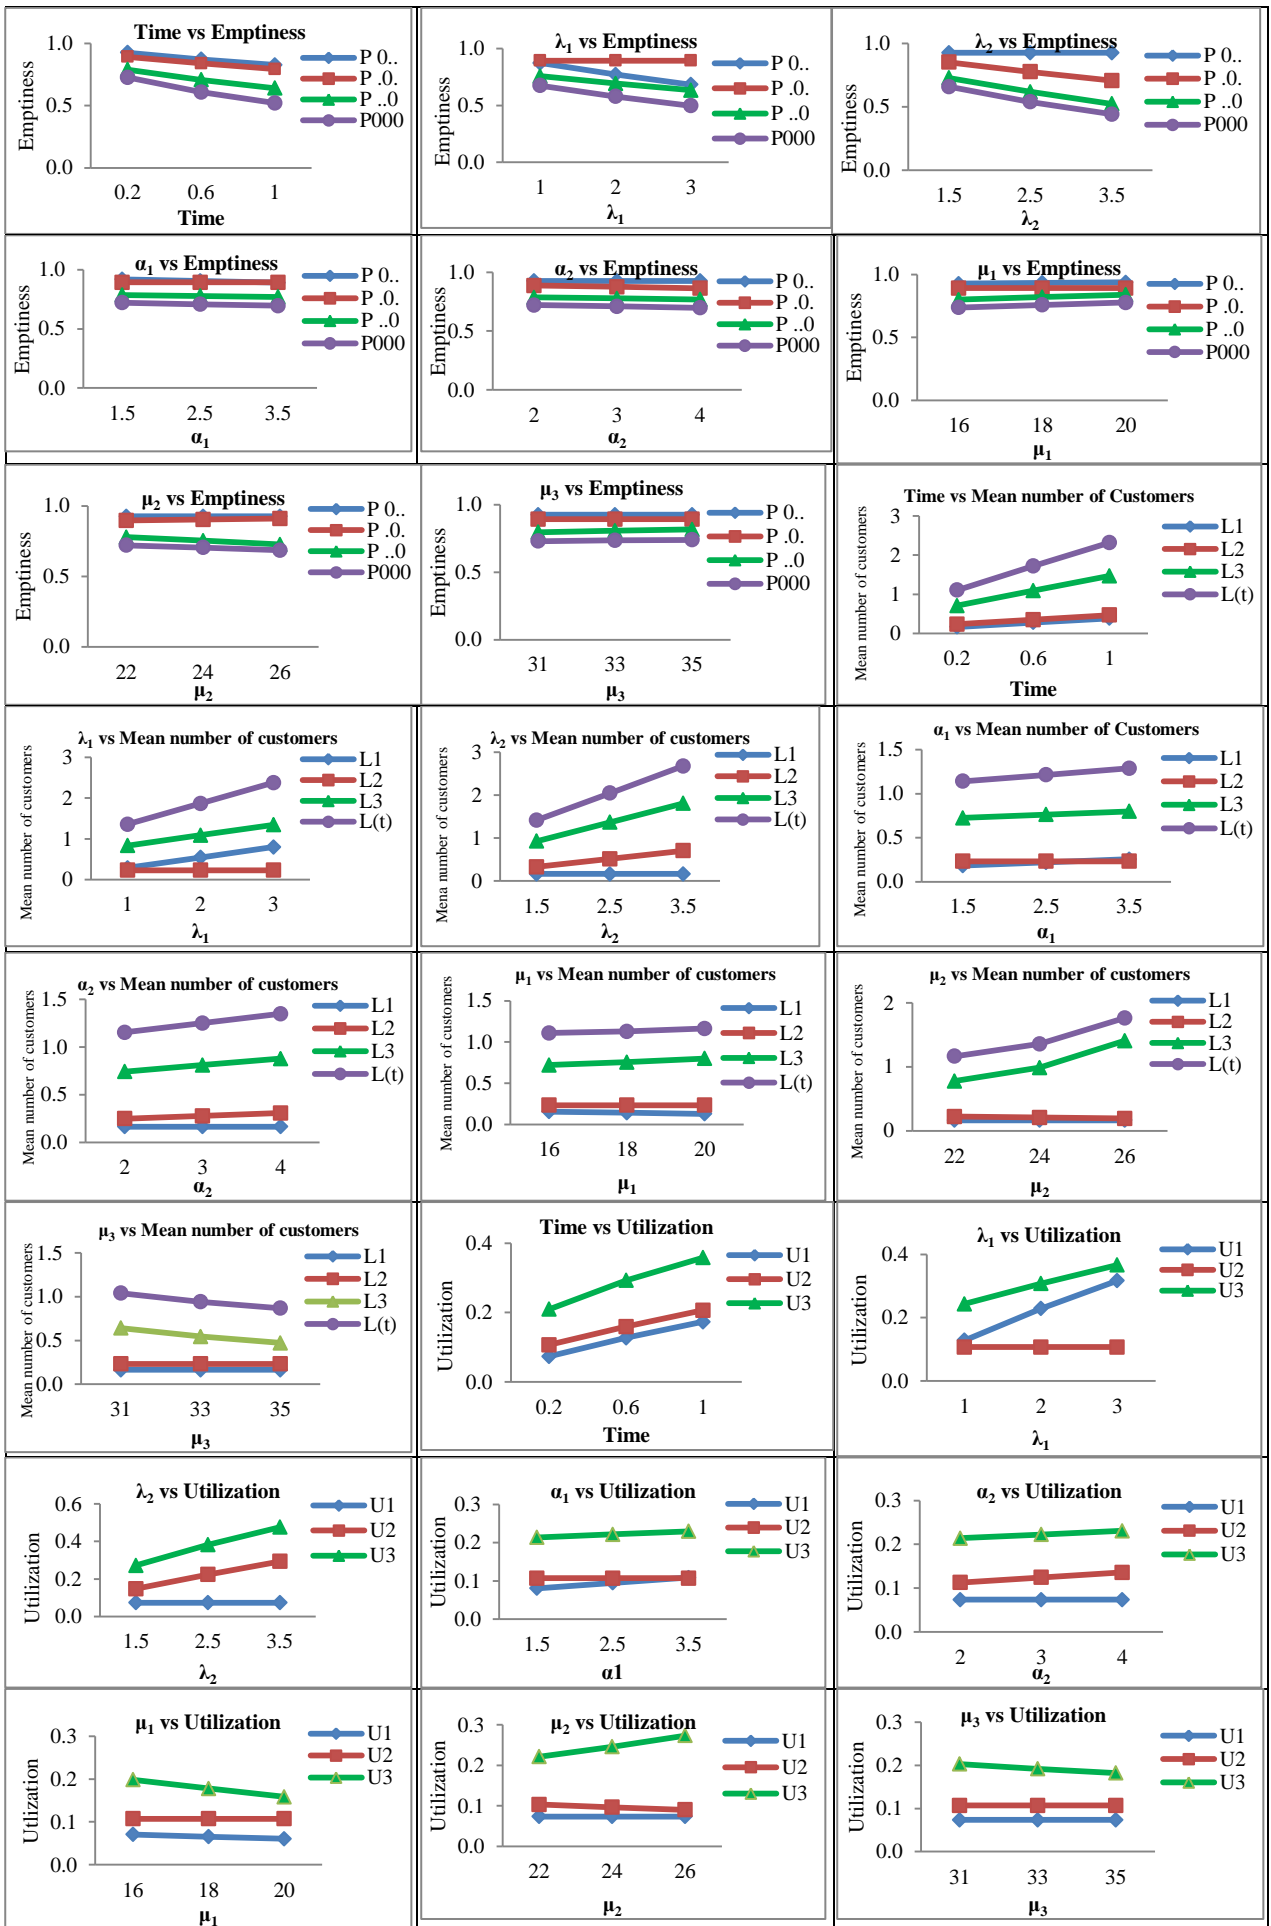 Time vs Emptiness
Emptiness
1.0
0.5
0.0
0.2 0.6 1
Time
P 0..
P .0.
P ..0
P000
λ1 vs Emptiness
Emptiness
1.0
0.5
0.0
1 2 3
λ1
P 0..
P .0.
P ..0
P000
λ2 vs Emptiness
Emptiness
1.0
0.5
0.0
1.5 2.5 3.5
λ2
P 0..
P .0.
P ..0
P000
α1 vs Emptiness
Emptiness
1.0
0.5
0.0
1.5 2.5 3.5
α1
P 0..
P .0.
P ..0
P000
α2 vs Emptiness
Emptiness
1.0
0.5
0.0
2 3 4
α2
P 0..
P .0.
P ..0
P000
μ1 vs Emptiness
Emptiness
1.0
0.5
0.0
16 18 20
μ1
P 0..
P .0.
P ..0
P000
μ2 vs Emptiness
Emptiness
1.0
0.5
0.0
22 24 26
μ2
P 0..
P .0.
P ..0
P000
μ3 vs Emptiness
Emptiness
1.0
0.5
0.0
31 33 35
μ3
P 0..
P .0.
P ..0
P000
Time vs Mean number of Customers
Mean number of customers
3
2
1
0
0.2 0.6 1
Time
L1
L2
L3
L(t)
λ1 vs Mean number of customers
Mean number of customers
3
2
1
0
1 2 3
λ1
L1
L2
L3
L(t)
λ2 vs Mean number of customers
Mena number of customers
3
2
1
0
1.5 2.5 3.5
λ2
L1
L2
L3
L(t)
α1 vs Mean number of Customers
Mean number of customers
1.5
1.0
0.5
0.0
1.5 2.5 3.5
α1
L1
L2
L3
L(t)
α2 vs Mean number of customers
Mean number of customers
1.5
1.0
0.5
0.0
2 3 4
α2
L1
L2
L3
L(t)
μ1 vs Mean number of customers
Mean number of customers
1.5
1.0
0.5
0.0
16 18 20
μ1
L1
L2
L3
L(t)
μ2 vs Mean number of customers
Mean number of customers
2
1
0
22 24 26
μ2
L1
L2
L3
L(t)
μ3 vs Mean number of customers
Mean number of customers
1.5
1.0
0.5
0.0
31 33 35
μ3
L1
L2
L3
L(t)
Time vs Utilization
Utilization
0.4
0.2
0.0
0.2 0.6 1
Time
U1
U2
U3
λ1 vs Utilization
Utilization
0.4
0.2
0.0
1 2 3
λ1
U1
U2
U3
λ2 vs Utilization
Utilization
0.6
0.4
0.2
0.0
1.5 2.5 3.5
λ2
U1
U2
U3
α1 vs Utilization
Utilization
0.3
0.2
0.1
0.0
1.5 2.5 3.5
α1
U1
U2
U3
α2 vs Utilization
Utilization
0.3
0.2
0.1
0.0
2 3 4
α2
U1
U2
U3
μ1 vs Utilization
Utilization
0.3
0.2
0.1
0.0
16 18 20
μ1
U1
U2
U3
μ2 vs Utilization
Utilization
0.3
0.2
0.1
0.0
22 24 26
μ2
U1
U2
U3
μ3 vs Utilization
Utilization
0.3
0.2
0.1
0.0
31 33 35
μ3
U1
U2
U3